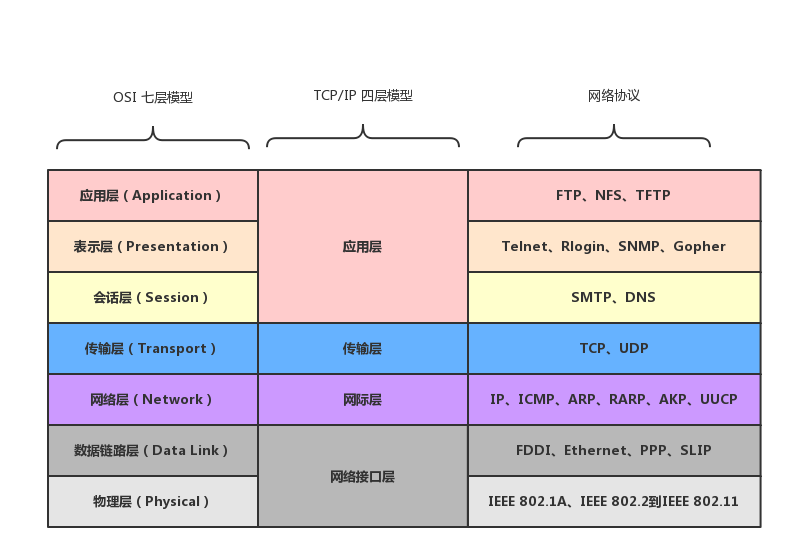 OSI 七层模型
TCP/IP 四层模型
网络协议
应用层 ( Application )
应用层
FTP、NFS、TFTP
表示层 ( Presentation )
Telnet、Rlogin、SNMP、Gopher
会话层 ( Session )
SMTP、DNS
传输层 ( Transport )
传输层
TCP、UDP
网络层 ( Network )
网际层
IP、ICMP、ARP、RARP、AKP、UUCP
数据链路层 ( Data Link )
网络接口层
FDDI、Ethernet、PPP、SLIP
物理层 ( Physical )
IEEE 802.1A、IEEE 802.2到IEEE 802.11